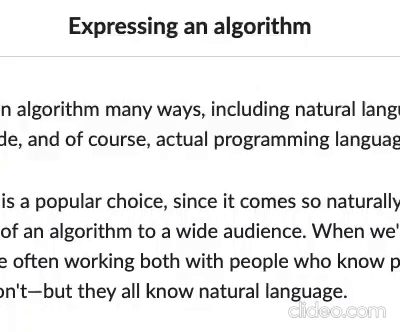 Expressing an algorithm
n algorithm many ways, including natural langu
de, and of course, actual programming languag
is a popular choice, since it comes so naturally
of an algorithm to a wide audience. When we'
e often working both with people who know p
on't—but they all know natural language.
clideo.com